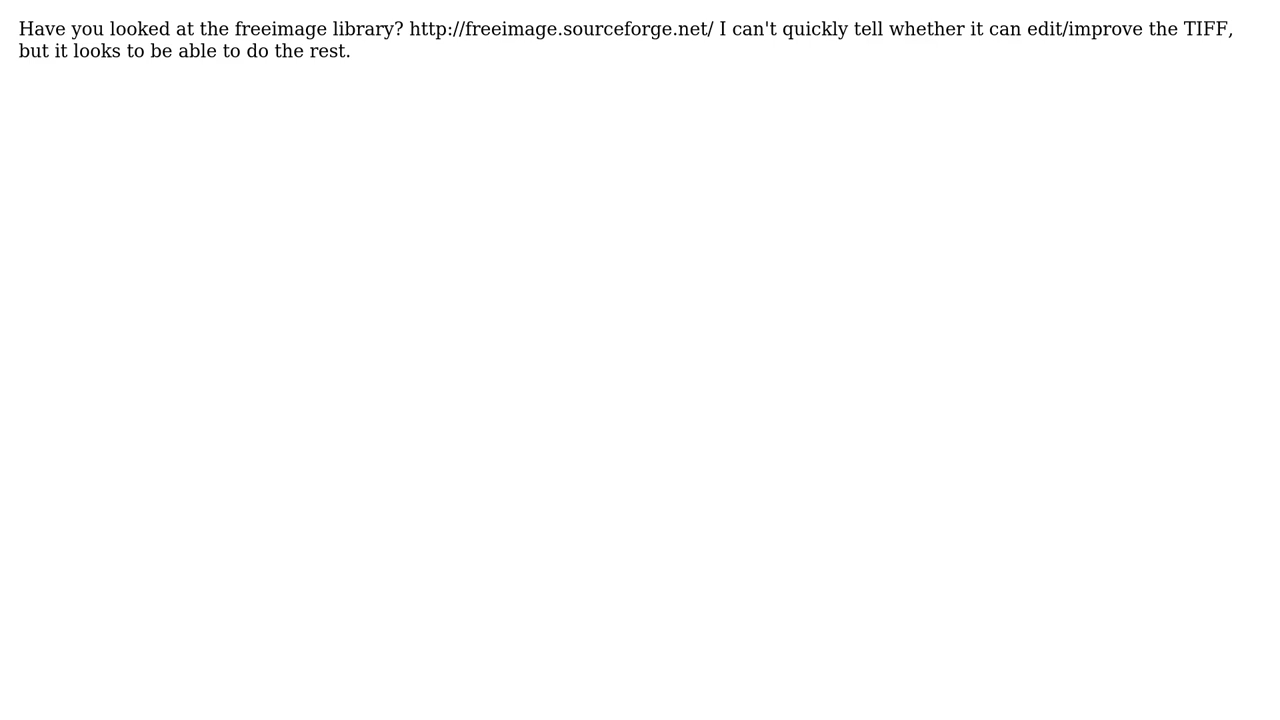 Have you looked at the freeimage library? http://freeimage.sourceforge.net/ I can't quickly tell whether it can edit/improve the TIFF,
but it looks to be able to do the rest.